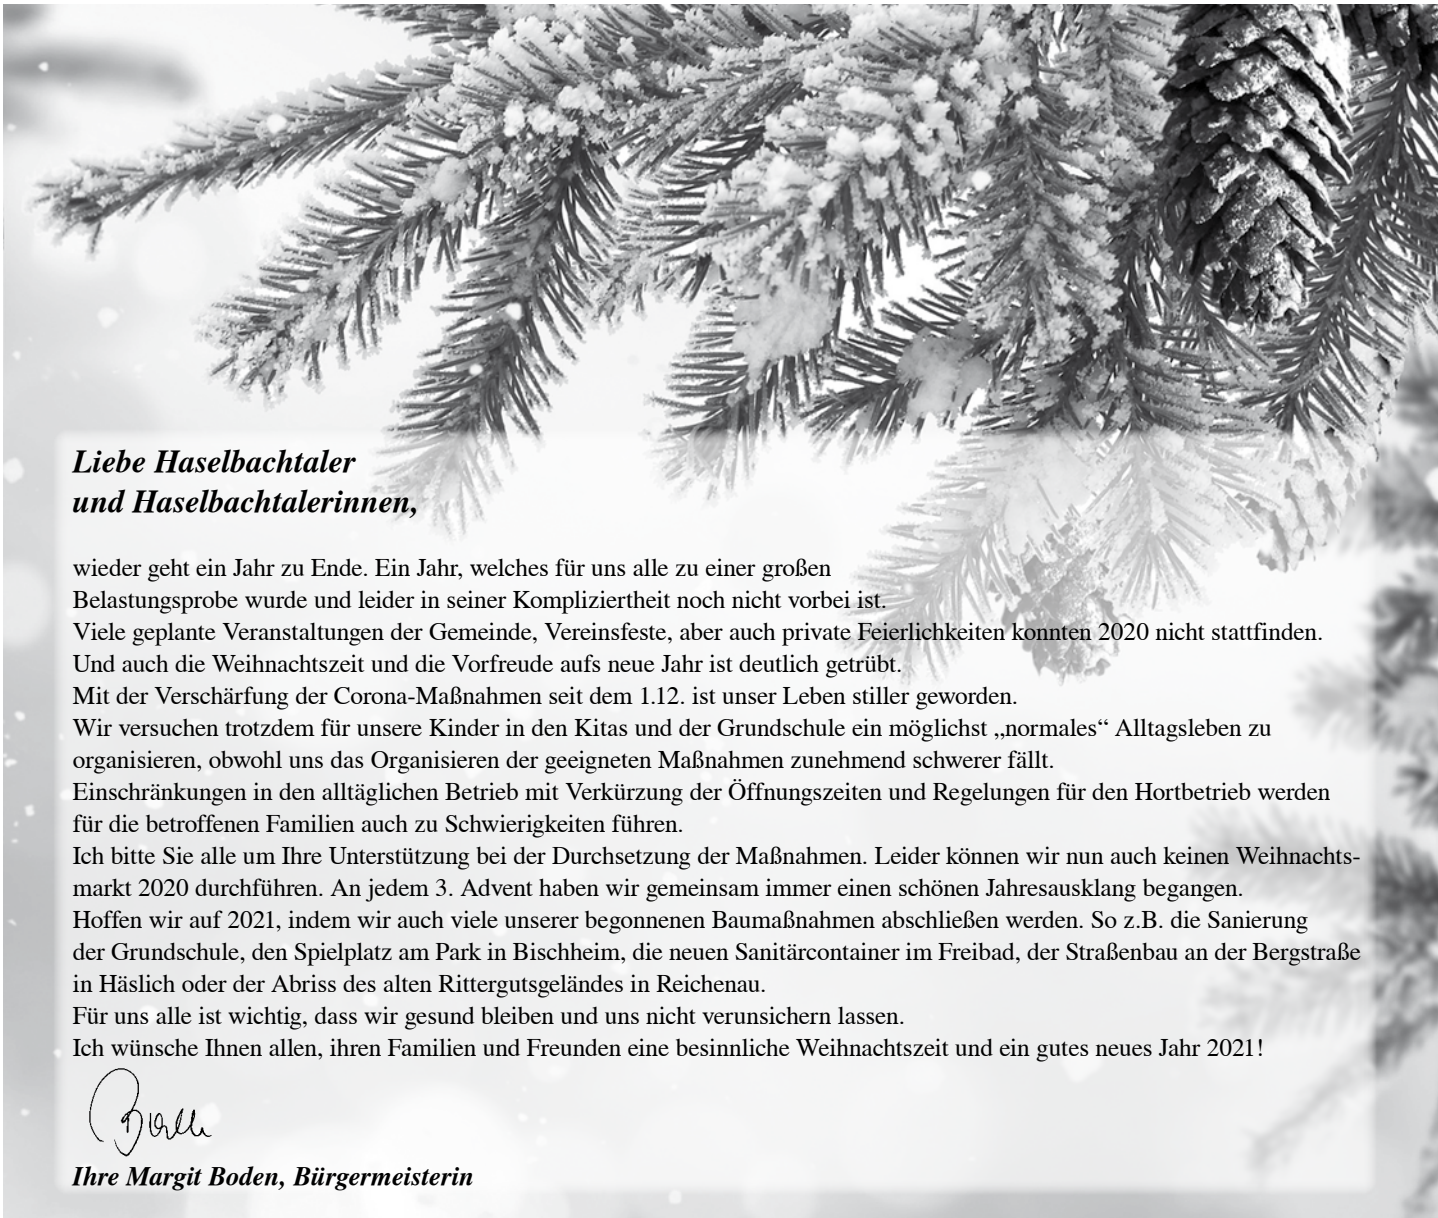 Liebe Haselbachtaler
und Haselbachtalerinnen,
wieder geht ein Jahr zu Ende. Ein Jahr, welches für uns alle zu einer großen
Belastungsprobe wurde und leider in seiner Kompliziertheit noch nicht vorbei ist.
Viele geplante Veranstaltungen der Gemeinde, Vereinsfeste, aber auch private Feierlichkeiten konnten 2020 nicht stattfinden.
Und auch die Weihnachtszeit und die Vorfreude aufs neue Jahr ist deutlich getrübt.
Mit der Verschärfung der Corona-Maßnahmen seit dem 1.12. ist unser Leben stiller geworden.
Wir versuchen trotzdem für unsere Kinder in den Kitas und der Grundschule ein möglichst „normales“ Alltagsleben zu
organisieren, obwohl uns das Organisieren der geeigneten Maßnahmen zunehmend schwerer fällt.
Einschränkungen in den alltäglichen Betrieb mit Verkürzung der Öffnungszeiten und Regelungen für den Hortbetrieb werden
für die betroffenen Familien auch zu Schwierigkeiten führen.
Ich bitte Sie alle um Ihre Unterstützung bei der Durchsetzung der Maßnahmen. Leider können wir nun auch keinen Weihnachts-
markt 2020 durchführen. An jedem 3. Advent haben wir gemeinsam immer einen schönen Jahresausklang begangen.
Hoffen wir auf 2021, indem wir auch viele unserer begonnenen Baumaßnahmen abschließen werden. So z.B. die Sanierung
der Grundschule, den Spielplatz am Park in Bischheim, die neuen Sanitärcontainer im Freibad, der Straßenbau an der Bergstraße
in Häslich oder der Abriss des alten Rittergutsgeländes in Reichenau.
Für uns alle ist wichtig, dass wir gesund bleiben und uns nicht verunsichern lassen.
Ich wünsche Ihnen allen, ihren Familien und Freunden eine besinnliche Weihnachtszeit und ein gutes neues Jahr 2021!
Ihre Margit Boden, Bürgermeisterin